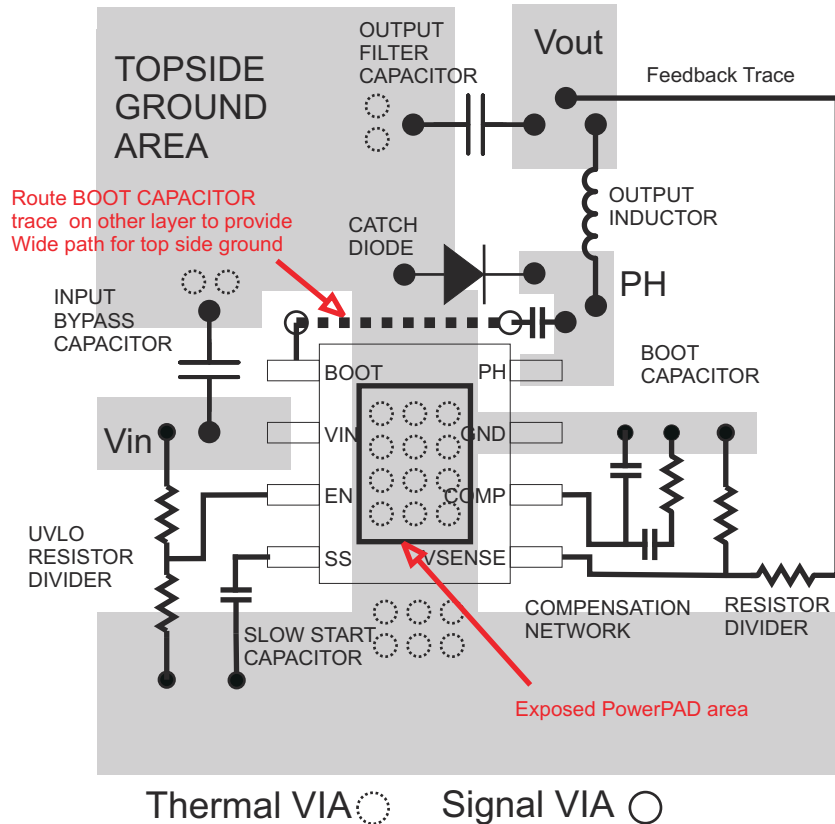 OUTPUT
FILTER
CAPACITOR
Vout
TOPSIDE
GROUND
AREA
Feedback Trace
Route BOOT CAPACITOR
trace on other layer to provide
Wide path for top side ground
OUTPUT
INDUCTOR
CATCH
DIODE
PH
INPUT
BYPASS
CAPACITOR
BOOT
CAPACITOR
BOOT
PH
Vin
VIN
GND
EN
COMP
UVLO
RESISTOR
DIVIDER
SS
VSENSE
SLOW START
CAPACITOR
COMPENSATION
NETWORK
RESISTOR
DIVIDER
Exposed PowerPAD area
Thermal VIA
Signal VIA